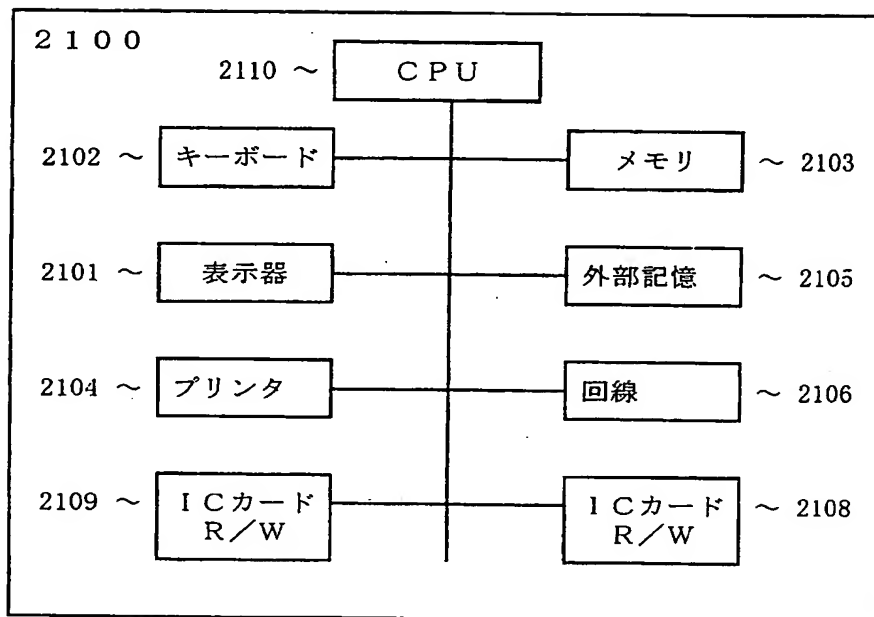 ２１００
2110 ～ ＣＰＵ
2102 ～ キーボード メモリ ～ 2103
2101 ～ 表示器 外部記憶 ～ 2105
2104 ～ プリンタ 回線 ～ 2106
2109 ～ ＩＣカード ＩＣカード ～ 2108
Ｒ／Ｗ Ｒ／Ｗ